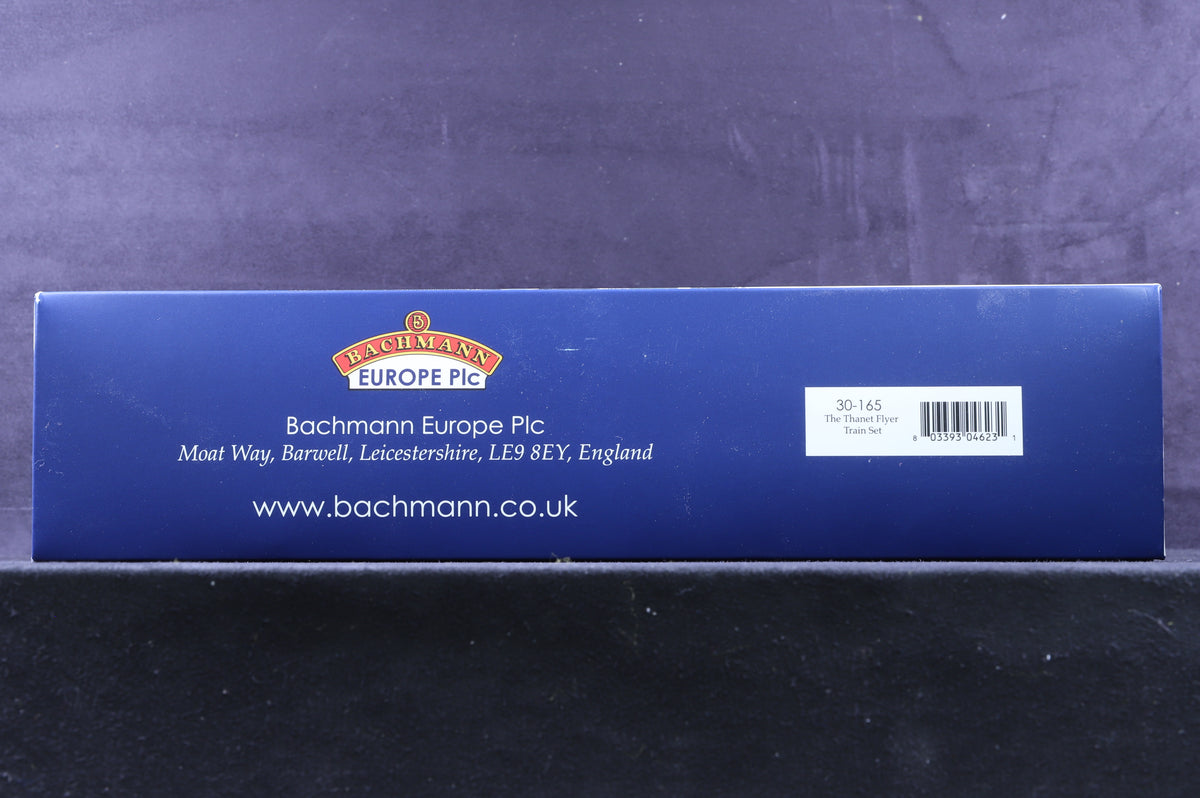 5
BACHMANN
EUROPE Plc
Bachmann Europe Plc
Moat Way, Barwell, Leicestershire, LE9 8EY, England
www.bachmann.co.uk
30-165
The Thanet Flyer
Train Set
8 03393 04623 1